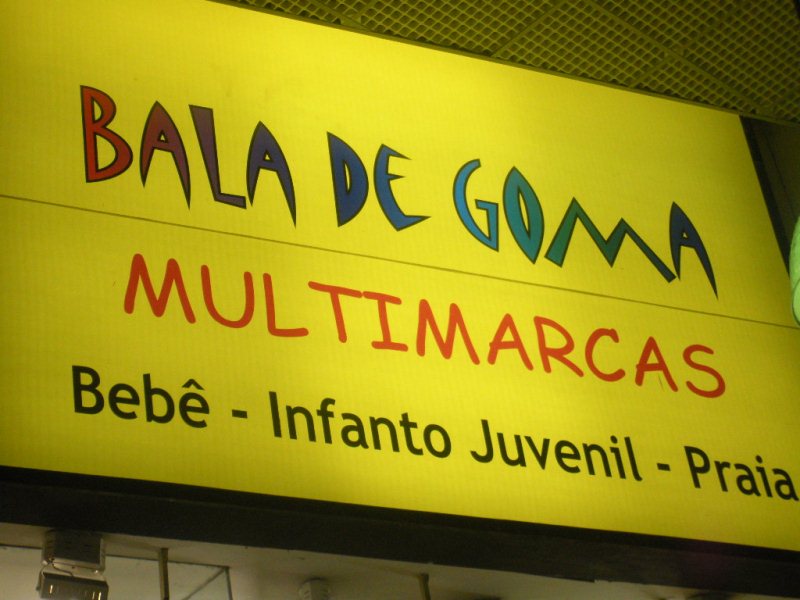 BALA DE GOMA
MULTIMARCAS
Bebê - Infanto Juvenil - Praia